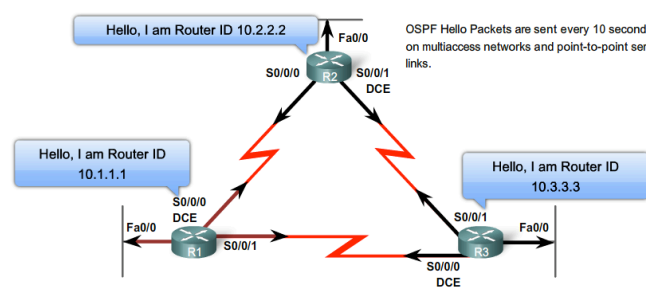 Hello, I am Router ID 10.2.2.2
Fa0/0
OSPF Hello Packets are sent every 10 second
on multiaccess networks and point-to-point ser
links.
S0/0/0
R2
S0/0/1
DCE
Hello, I am Router ID
10.1.1.1
Hello, I am Router ID
10.3.3.3
S0/0/0
DCE
Fa0/0
R1
S0/0/1
S0/0/1
Fa0/0
R3
S0/0/0
DCE